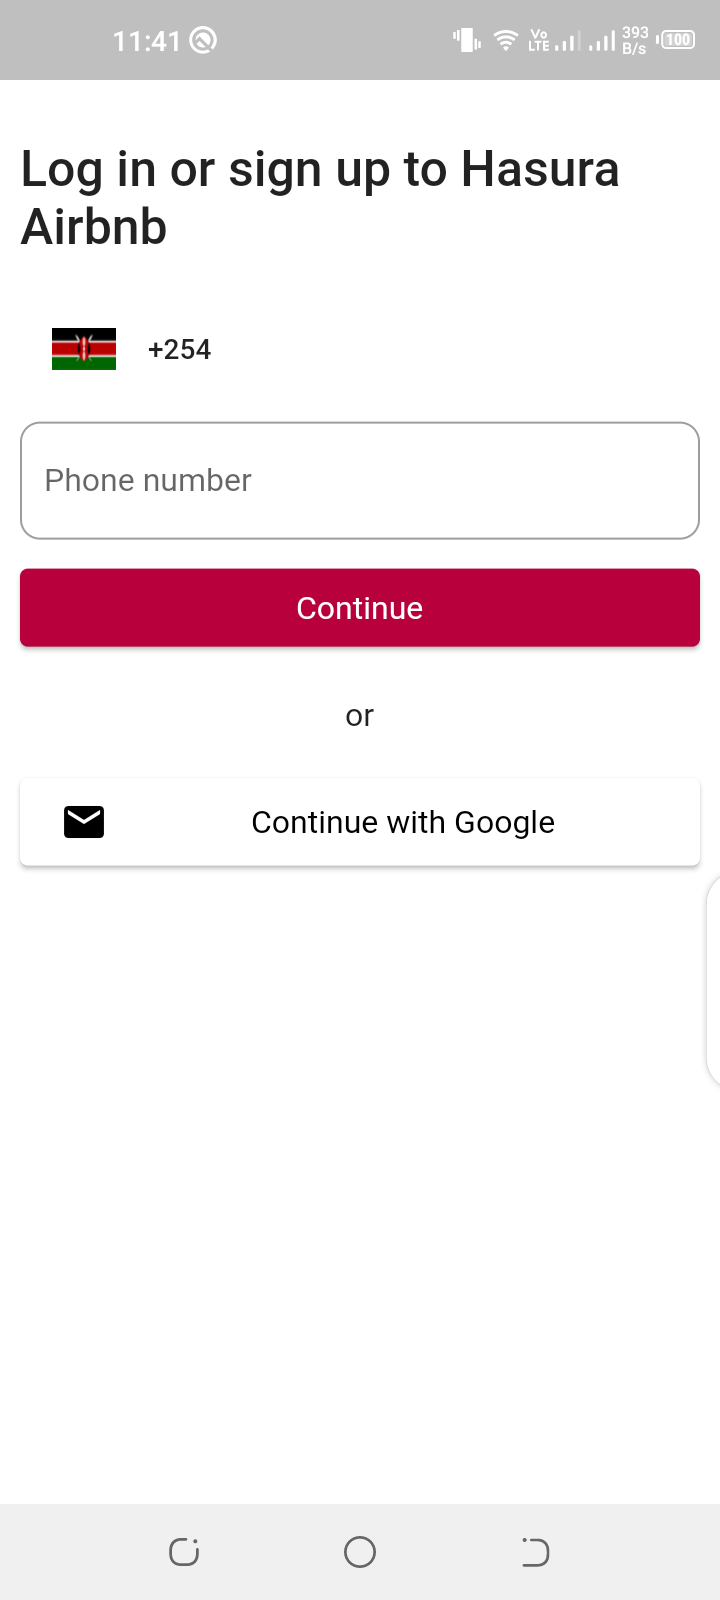 11:41
Vo
LTE
393
B/s
100
Log in or sign up to Hasura
Airbnb
+254
Phone number
Continue
or
Continue with Google